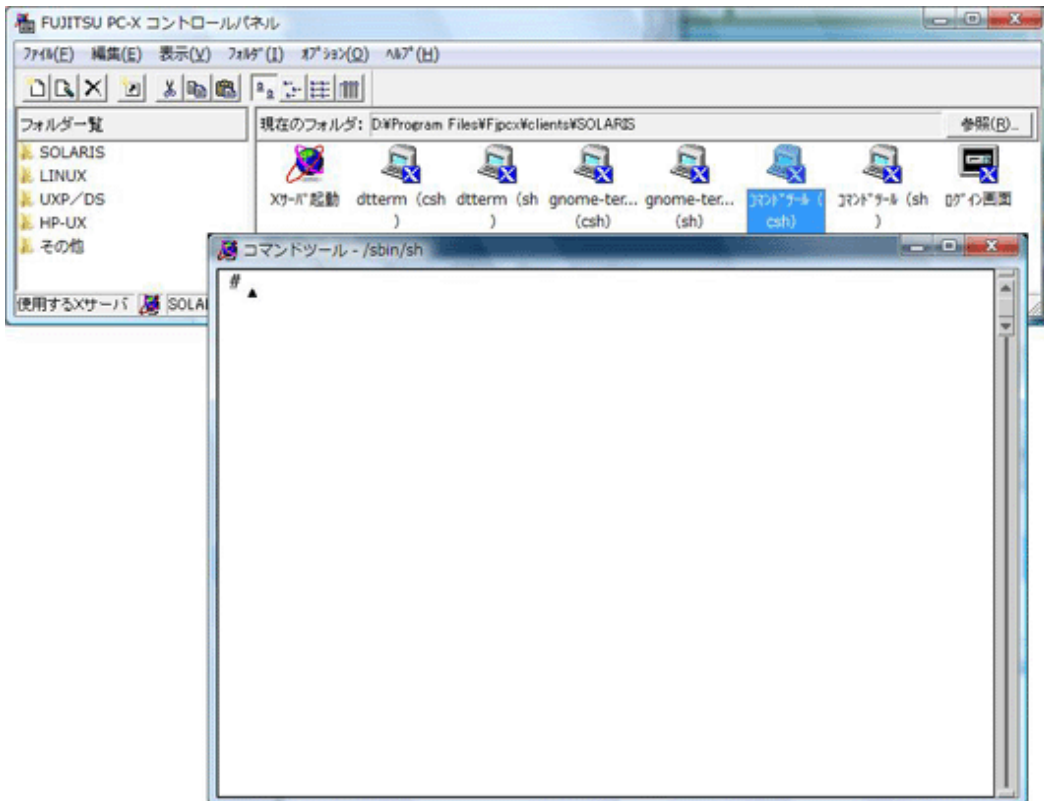 FUJITSU PC-X コントロールパネル
ﾌｧｲﾙ(E) 編集(E) 表示(V) ﾌｫﾙﾀﾞ(I) ｵﾌﾟｼｮﾝ(O) ﾍﾙﾌﾟ(H)
フォルダ一覧
現在のフォルダ: D:¥Program Files¥Fjpcx¥clients¥SOLARIS
参照(R)...
SOLARIS
LINUX
UXP／DS
HP-UX
その他
Xｻｰﾊﾞ起動
dtterm (csh)
dtterm (sh)
gnome-ter... (csh)
gnome-ter... (sh)
ｺﾏﾝﾄﾞﾂｰﾙ (csh)
ｺﾏﾝﾄﾞﾂｰﾙ (sh)
ﾛｸﾞｲﾝ画面
使用するXサーバ
SOLA
コマンドツール - /sbin/sh
#